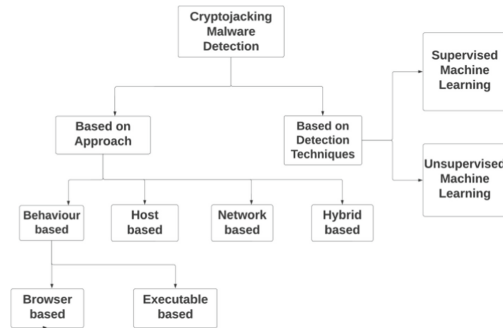 Cryptojacking
Malware
Detection
Supervised
Machine
Learning
Based on
Approach
Based on
Detection
Techniques
Unsupervised
Machine
Learning
Behaviour
based
Host
based
Network
based
Hybrid
based
Browser
based
Executable
based